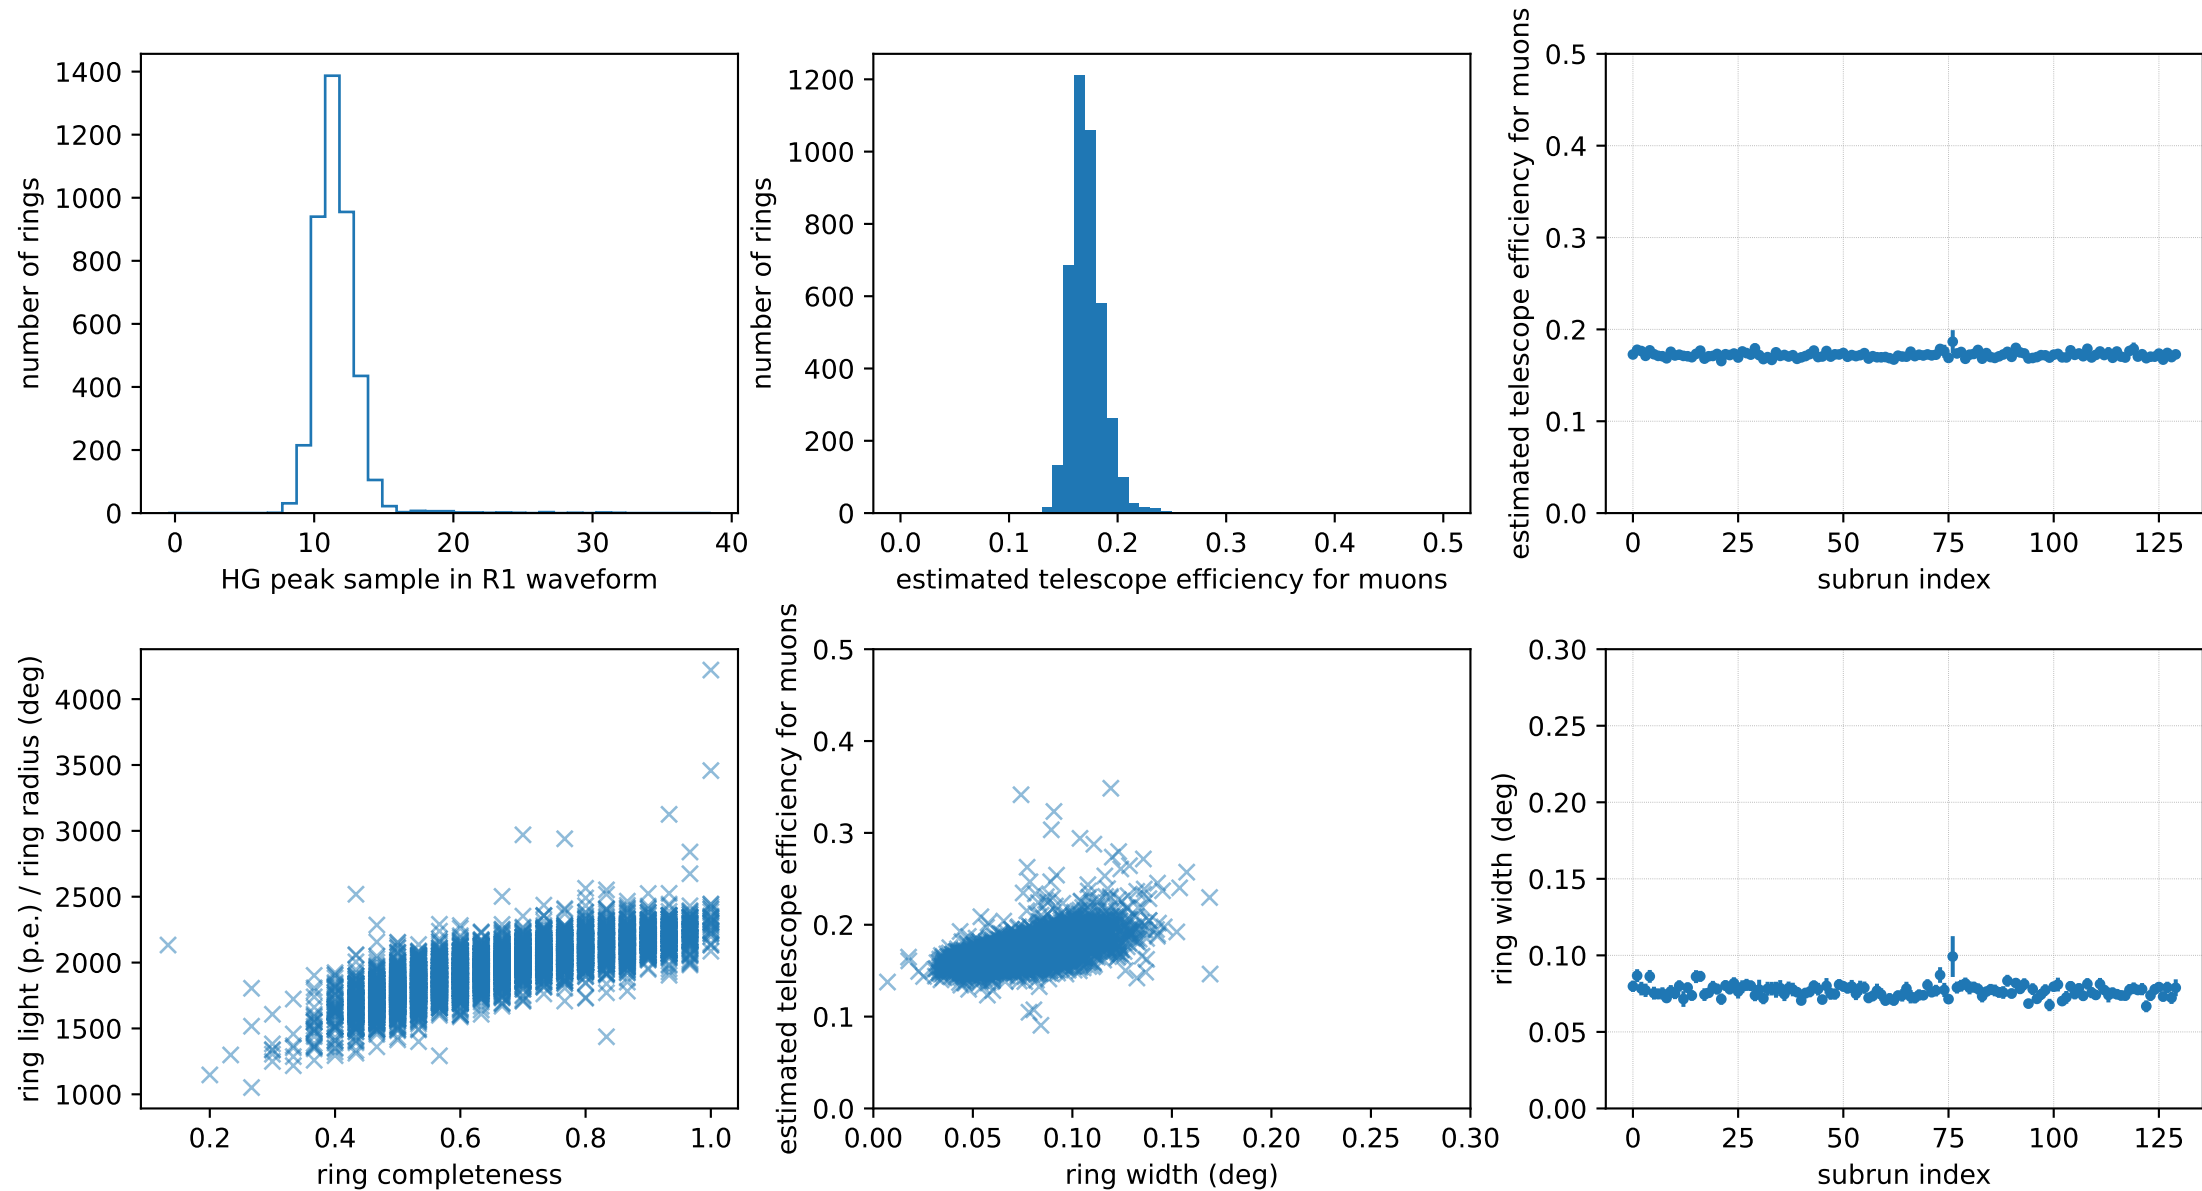 number of rings
1400
1200
1000
800
600
400
200
0
0 10 20 30 40
HG peak sample in R1 waveform
number of rings
1200
1000
800
600
400
200
0
0.0 0.1 0.2 0.3 0.4 0.5
estimated telescope efficiency for muons
estimated telescope efficiency for muons
0.5
0.4
0.3
0.2
0.1
0.0
0 25 50 75 100 125
subrun index
ring light (p.e.) / ring radius (deg)
4000
3500
3000
2500
2000
1500
1000
0.2 0.4 0.6 0.8 1.0
ring completeness
estimated telescope efficiency for muons
0.5
0.4
0.3
0.2
0.1
0.0
0.00 0.05 0.10 0.15 0.20 0.25 0.30
ring width (deg)
ring width (deg)
0.30
0.25
0.20
0.15
0.10
0.05
0.00
0 25 50 75 100 125
subrun index